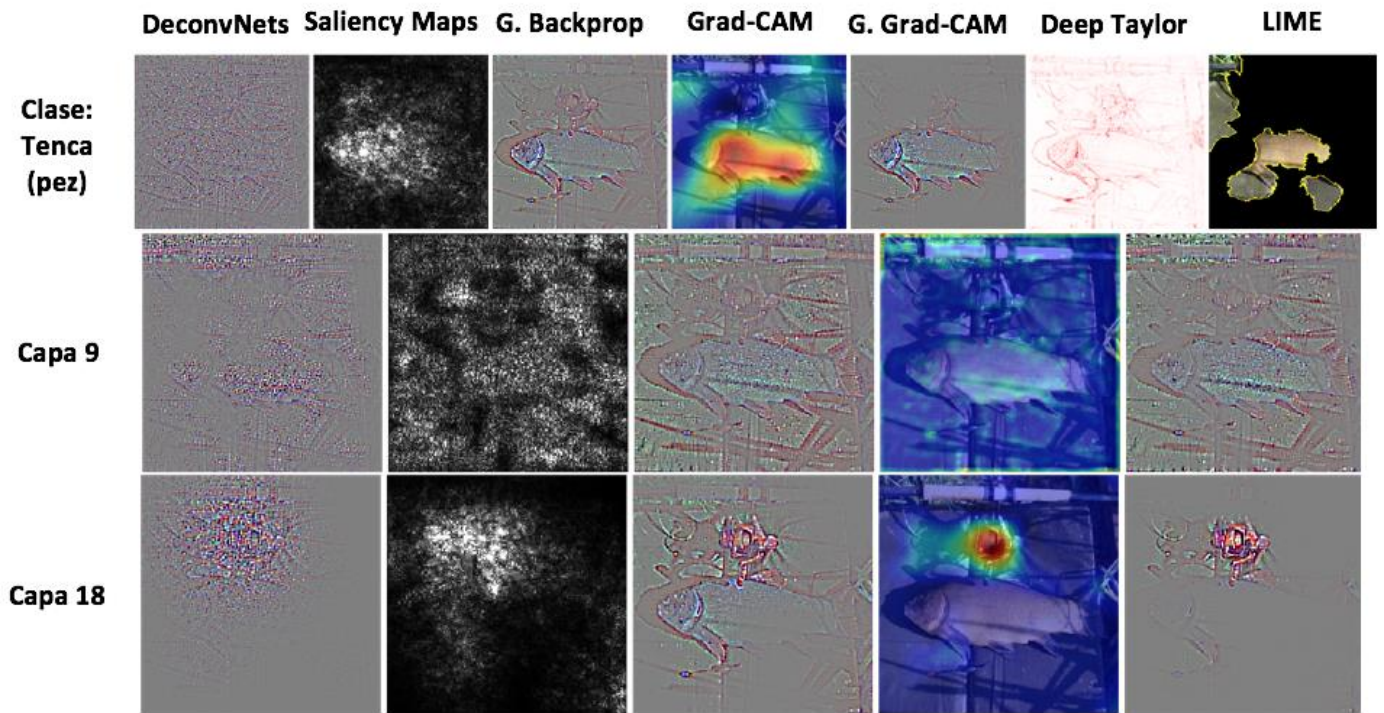 DeconvNets Saliency Maps G. Backprop Grad-CAM G. Grad-CAM Deep Taylor LIME
Clase:
Tenca
(pez)
Capa 9
Capa 18